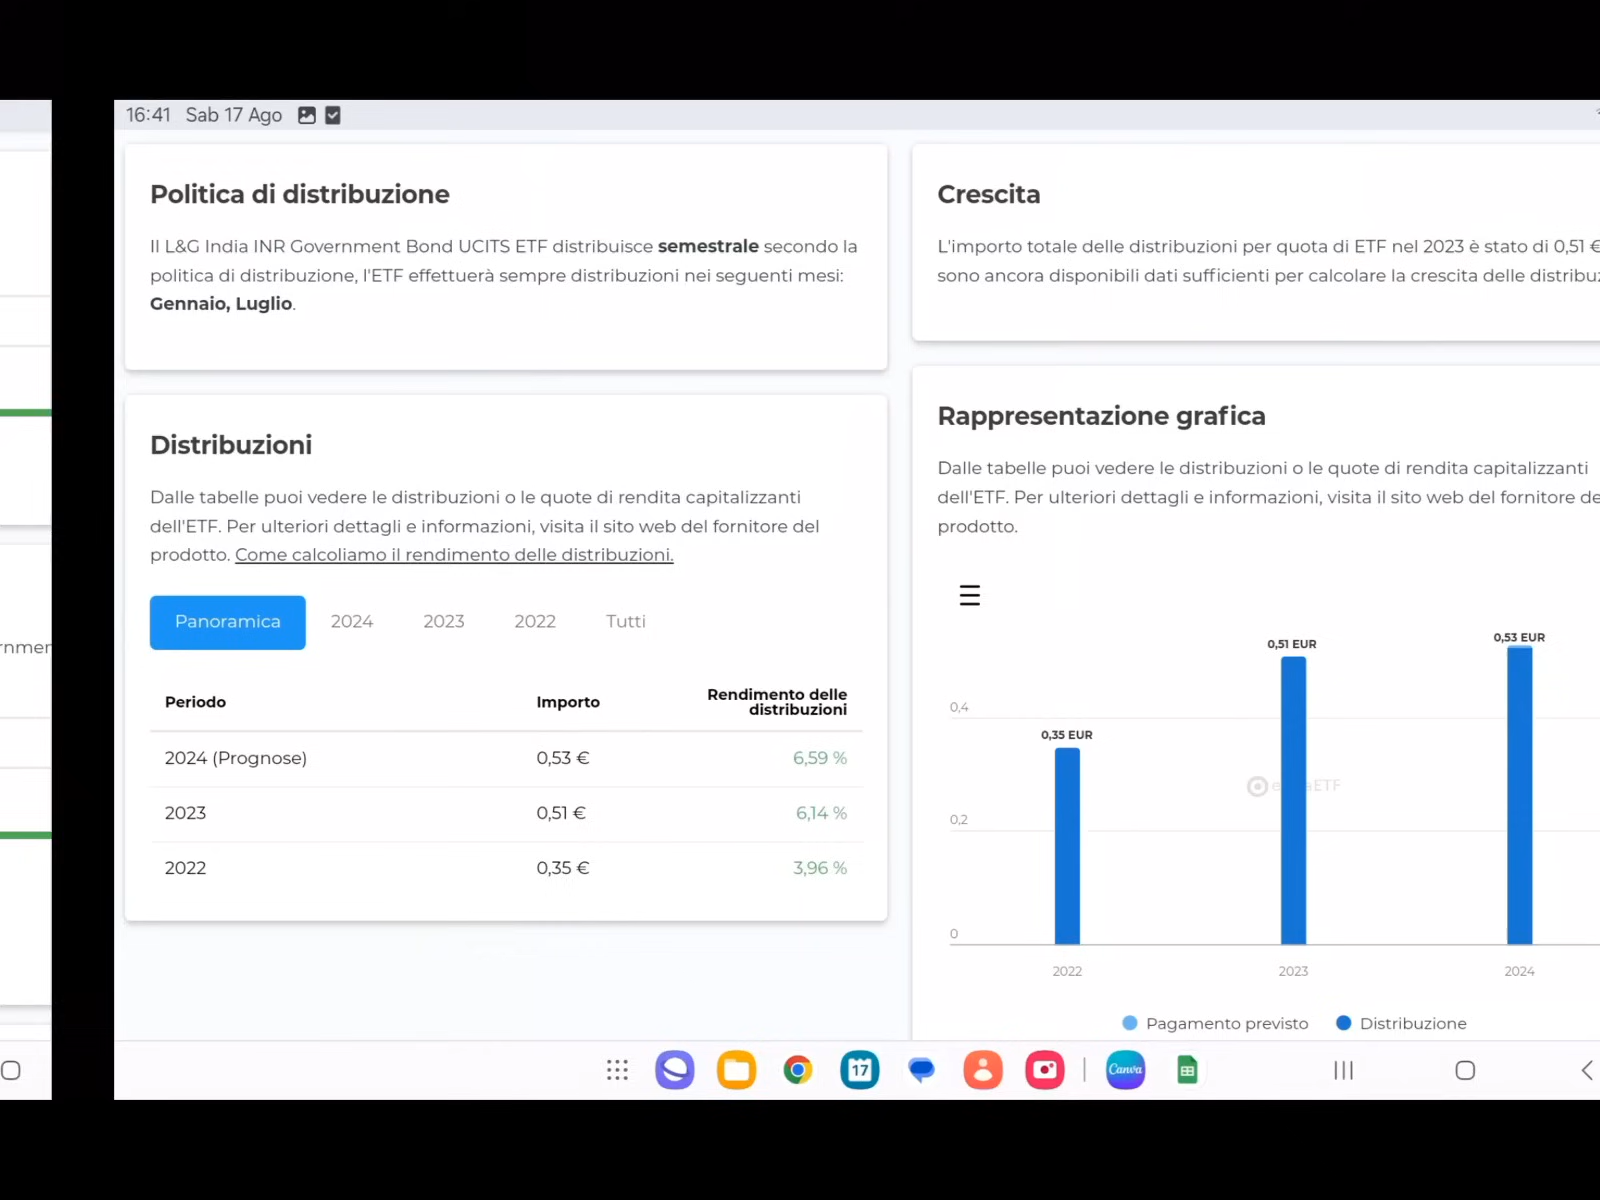 16:41 Sab 17 Ago
Politica di distribuzione
Il L&G India INR Government Bond UCITS ETF distribuisce semestrale secondo la
politica di distribuzione, l'ETF effettuerà sempre distribuzioni nei seguenti mesi:
Gennaio, Luglio.
Crescita
L'importo totale delle distribuzioni per quota di ETF nel 2023 è stato di 0,51 €
sono ancora disponibili dati sufficienti per calcolare la crescita delle
Distribuzioni
Dalle tabelle puoi vedere le distribuzioni o le quote di rendita capitalizzanti
dell'ETF. Per ulteriori dettagli e informazioni, visita il sito web del fornitore del
prodotto. Come calcoliamo il rendimento delle distribuzioni.
Panoramica 2024 2023 2022 Tutti
Periodo Importo Rendimento delle
distribuzioni
2024 (Prognose) 0,53 € 6,59 %
2023 0,51 € 6,14 %
2022 0,35 € 3,96 %
Rappresentazione grafica
Dalle tabelle puoi vedere le distribuzioni o le quote di rendita capitalizzanti
dell'ETF. Per ulteriori dettagli e informazioni, visita il sito web del fornitore
prodotto.
0,53 EUR
0,51 EUR
0,4
0,35 EUR
0,2
0
2022 2023 2024
Pagamento previsto Distribuzione
17
Canva